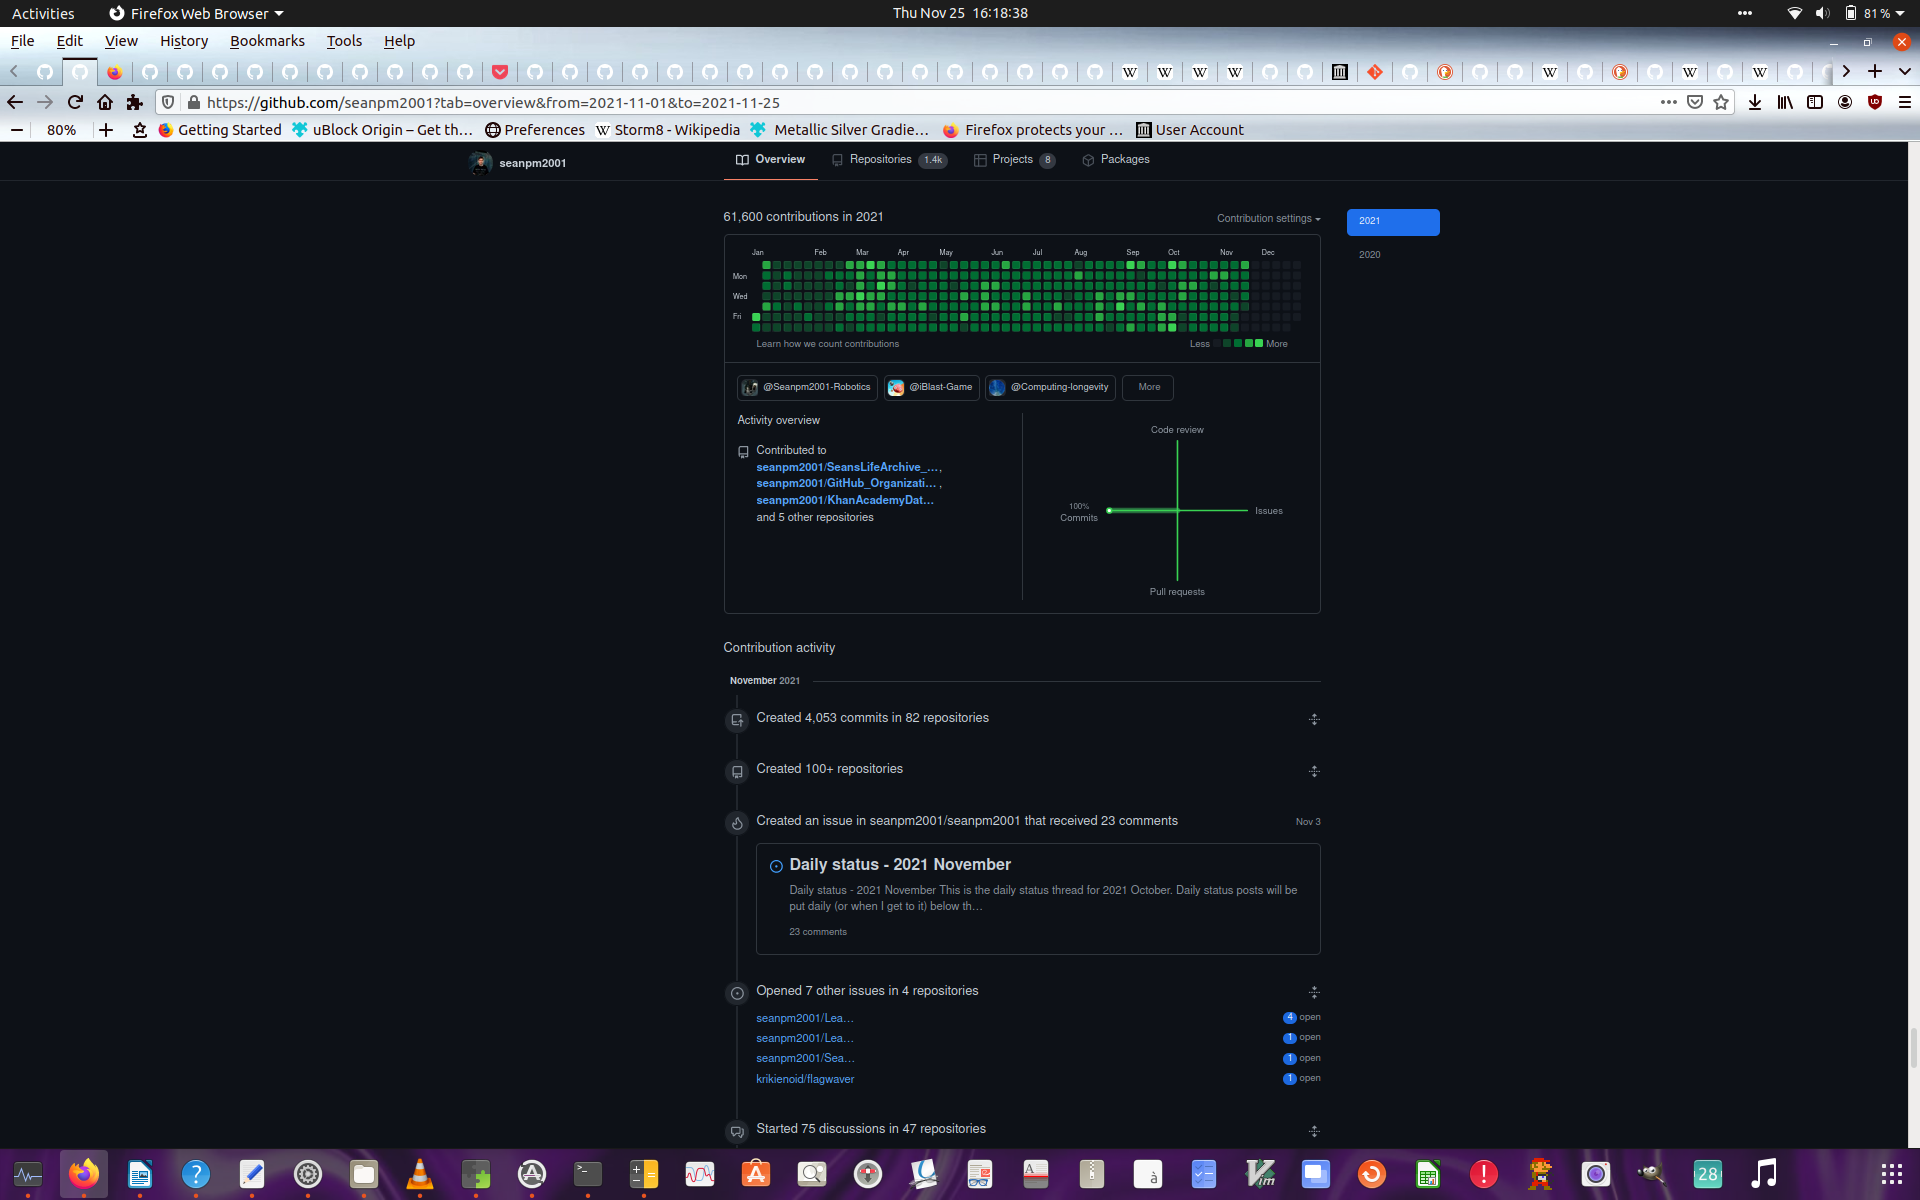 Activities
Firefox Web Browser
Thu Nov 25 16:18:38
81 %
File Edit View History Bookmarks Tools Help
https://github.com/seanpm2001?tab=overview&from=2021-11-01&to=2021-11-25
80%
Getting Started
uBlock Origin – Get th…
Preferences
Storm8 - Wikipedia
Metallic Silver Gradie…
Firefox protects your …
User Account
seanpm2001
Overview
Repositories 1.4k
Projects 8
Packages
61,600 contributions in 2021
Contribution settings
2021
2020
Jan Feb Mar Apr May Jun Jul Aug Sep Oct Nov Dec
Mon
Wed
Fri
Learn how we count contributions
Less More
@Seanpm2001-Robotics
@iBlast-Game
@Computing-longevity
More
Activity overview
Contributed to
seanpm2001/SeansLifeArchive_…,
seanpm2001/GitHub_Organizati… ,
seanpm2001/KhanAcademyDat…
and 5 other repositories
Code review
100%
Commits
Issues
Pull requests
Contribution activity
November 2021
Created 4,053 commits in 82 repositories
Created 100+ repositories
Created an issue in seanpm2001/seanpm2001 that received 23 comments
Nov 3
Daily status - 2021 November
Daily status - 2021 November This is the daily status thread for 2021 October. Daily status posts will be
put daily (or when I get to it) below th…
23 comments
Opened 7 other issues in 4 repositories
seanpm2001/Lea…
4 open
seanpm2001/Lea…
1 open
seanpm2001/Sea…
1 open
krikienoid/flagwaver
1 open
Started 75 discussions in 47 repositories
28